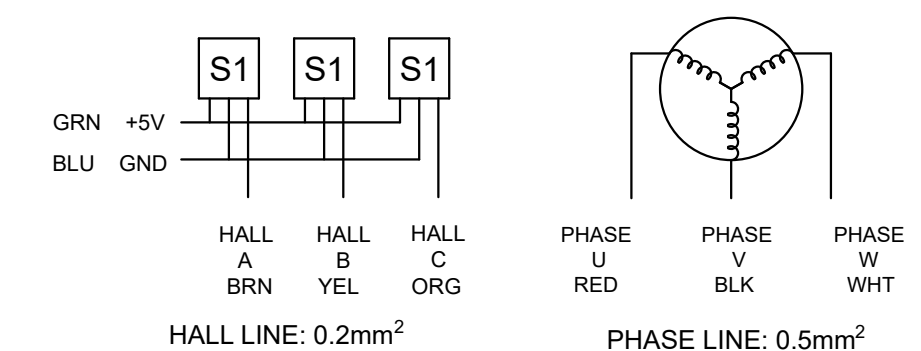 S1 S1 S1
GRN +5V
BLU GND
HALL HALL HALL
A B C
BRN YEL ORG
HALL LINE: 0.2mm²
PHASE PHASE PHASE
U V W
RED BLK WHT
PHASE LINE: 0.5mm²